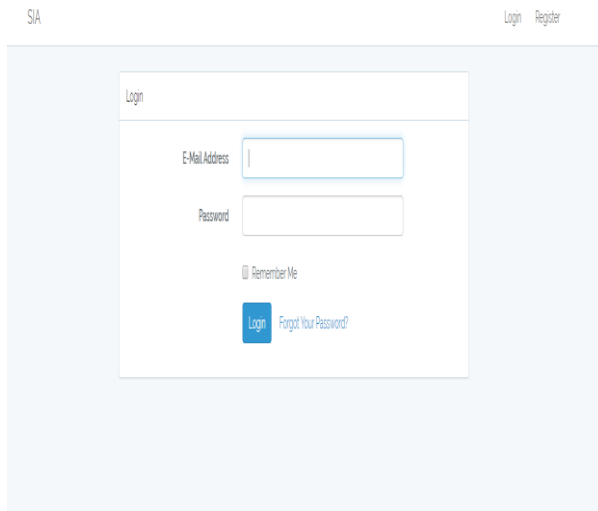 SIA Login Register
Login
E-Mail Address
Password
Remember Me
Login Forgot Your Password?